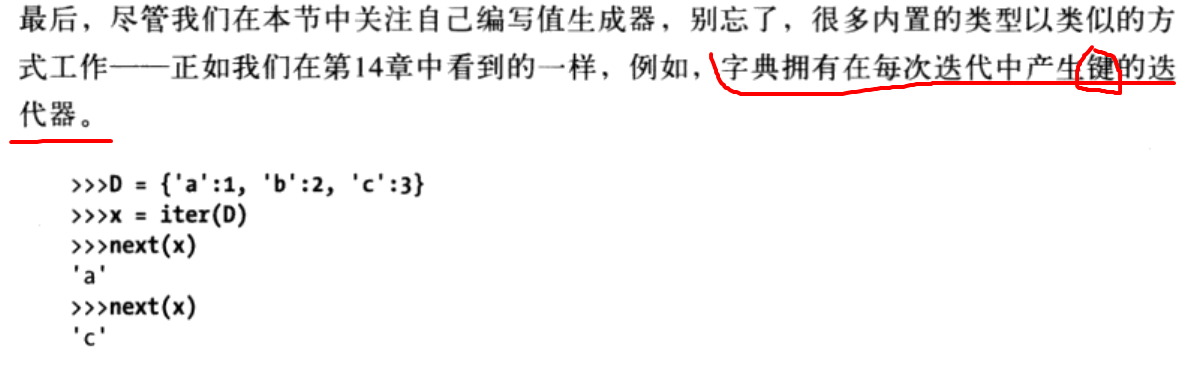 最后，尽管我们在本节中关注自己编写值生成器，别忘了，很多内置的类型以类似的方
式工作——正如我们在第14章中看到的一样，例如，字典拥有在每次迭代中产生键的迭
代器。
>>>D = {'a':1, 'b':2, 'c':3}
>>>x = iter(D)
>>>next(x)
'a'
>>>next(x)
'c'